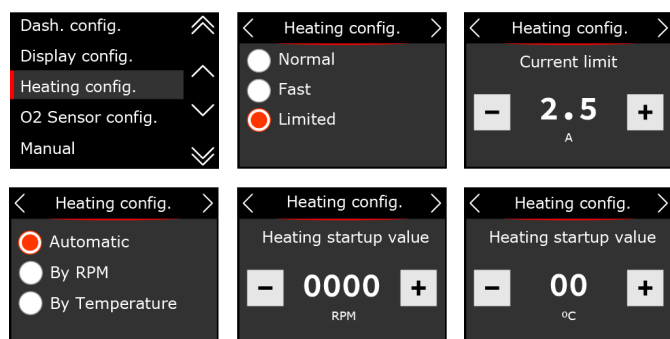 Dash. config.
Display config.
Heating config.
O2 Sensor config.
Manual
Heating config.
Normal
Fast
Limited
Heating config.
Current limit
− 2.5 +
A
Heating config.
Automatic
By RPM
By Temperature
Heating config.
Heating startup value
− 0000 +
RPM
Heating config.
Heating startup value
− 00 +
ºC